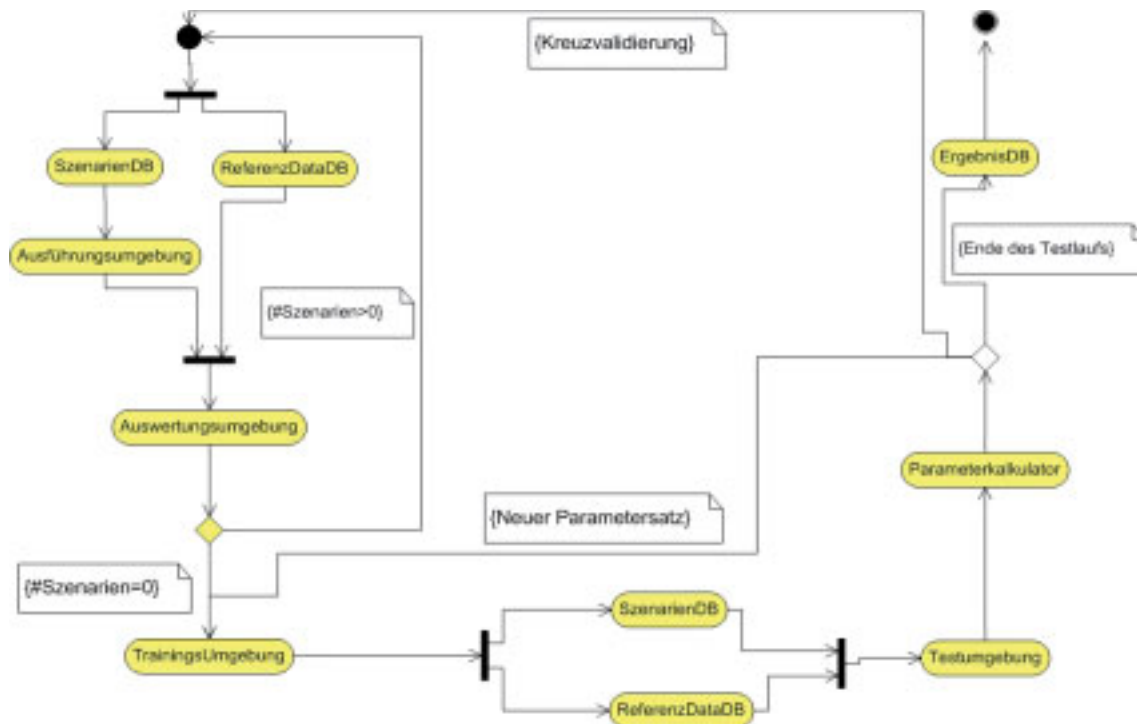 {Kreuzvalidierung}
SzenarienDB
ReferenzDataDB
ErgebnisDB
Ausführungsumgebung
{Ende des Testlaufs}
{#Szenarien>0}
Auswertungsumgebung
Parameterkalkulator
{Neuer Parametersatz}
{#Szenarien=0}
SzenarienDB
TrainingsUmgebung
Testumgebung
ReferenzDataDB